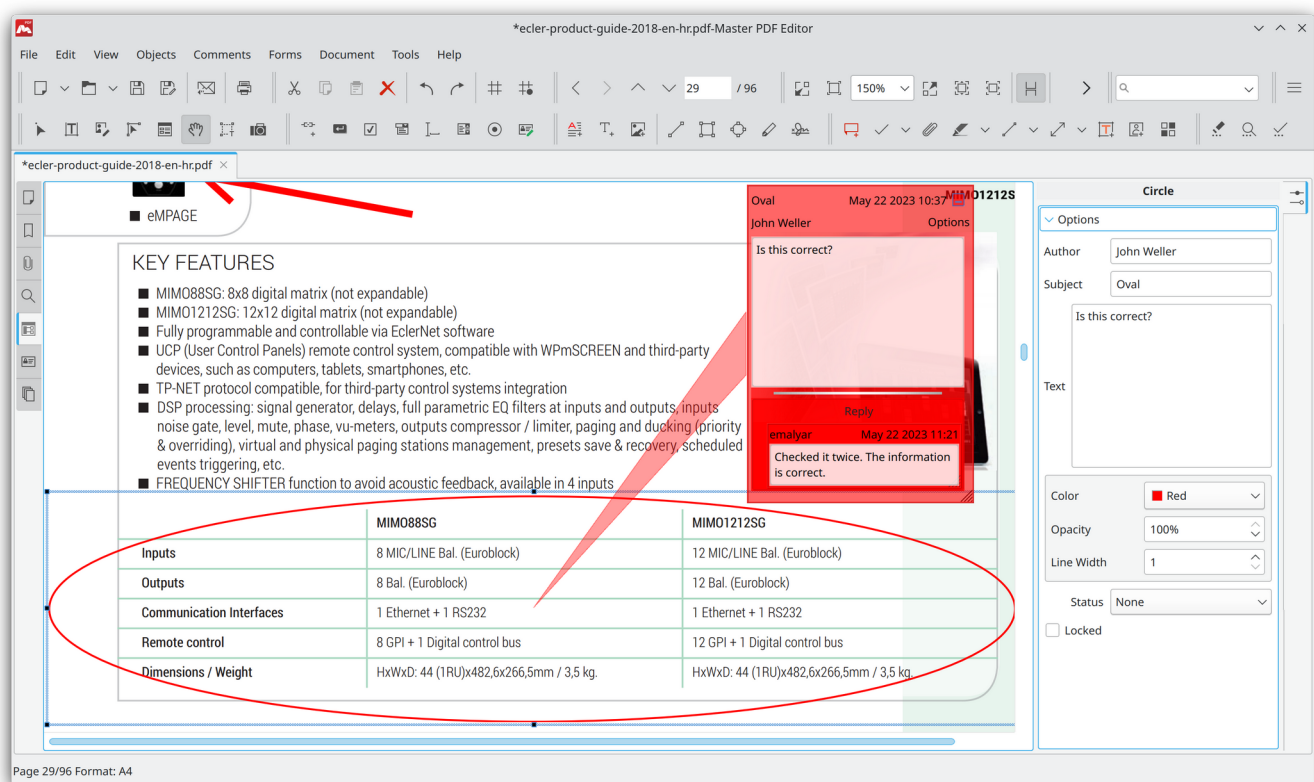 *ecler-product-guide-2018-en-hr.pdf-Master PDF Editor
File Edit View Objects Comments Forms Document Tools Help
29 / 96 150%
*ecler-product-guide-2018-en-hr.pdf
eMPAGE
MIMO1212S
KEY FEATURES
MIMO88SG: 8x8 digital matrix (not expandable)
MIMO1212SG: 12x12 digital matrix (not expandable)
Fully programmable and controllable via EclerNet software
UCP (User Control Panels) remote control system, compatible with WPmSCREEN and third-party
devices, such as computers, tablets, smartphones, etc.
TP-NET protocol compatible, for third-party control systems integration
DSP processing: signal generator, delays, full parametric EQ filters at inputs and outputs, inputs
noise gate, level, mute, phase, vu-meters, outputs compressor / limiter, paging and ducking (priority
& overriding), virtual and physical paging stations management, presets save & recovery, scheduled
events triggering, etc.
FREQUENCY SHIFTER function to avoid acoustic feedback, available in 4 inputs
MIMO88SG MIMO1212SG
Inputs 8 MIC/LINE Bal. (Euroblock) 12 MIC/LINE Bal. (Euroblock)
Outputs 8 Bal. (Euroblock) 12 Bal. (Euroblock)
Communication Interfaces 1 Ethernet + 1 RS232 1 Ethernet + 1 RS232
Remote control 8 GPI + 1 Digital control bus 12 GPI + 1 Digital control bus
Dimensions / Weight HxWxD: 44 (1RU)x482,6x266,5mm / 3,5 kg. HxWxD: 44 (1RU)x482,6x266,5mm / 3,5 kg.
Oval May 22 2023 10:37
John Weller Options
Is this correct?
Reply
emalyar May 22 2023 11:21
Checked it twice. The information
is correct.
Circle
Options
Author John Weller
Subject Oval
Text Is this correct?
Color Red
Opacity 100%
Line Width 1
Status None
Locked
Page 29/96 Format: A4